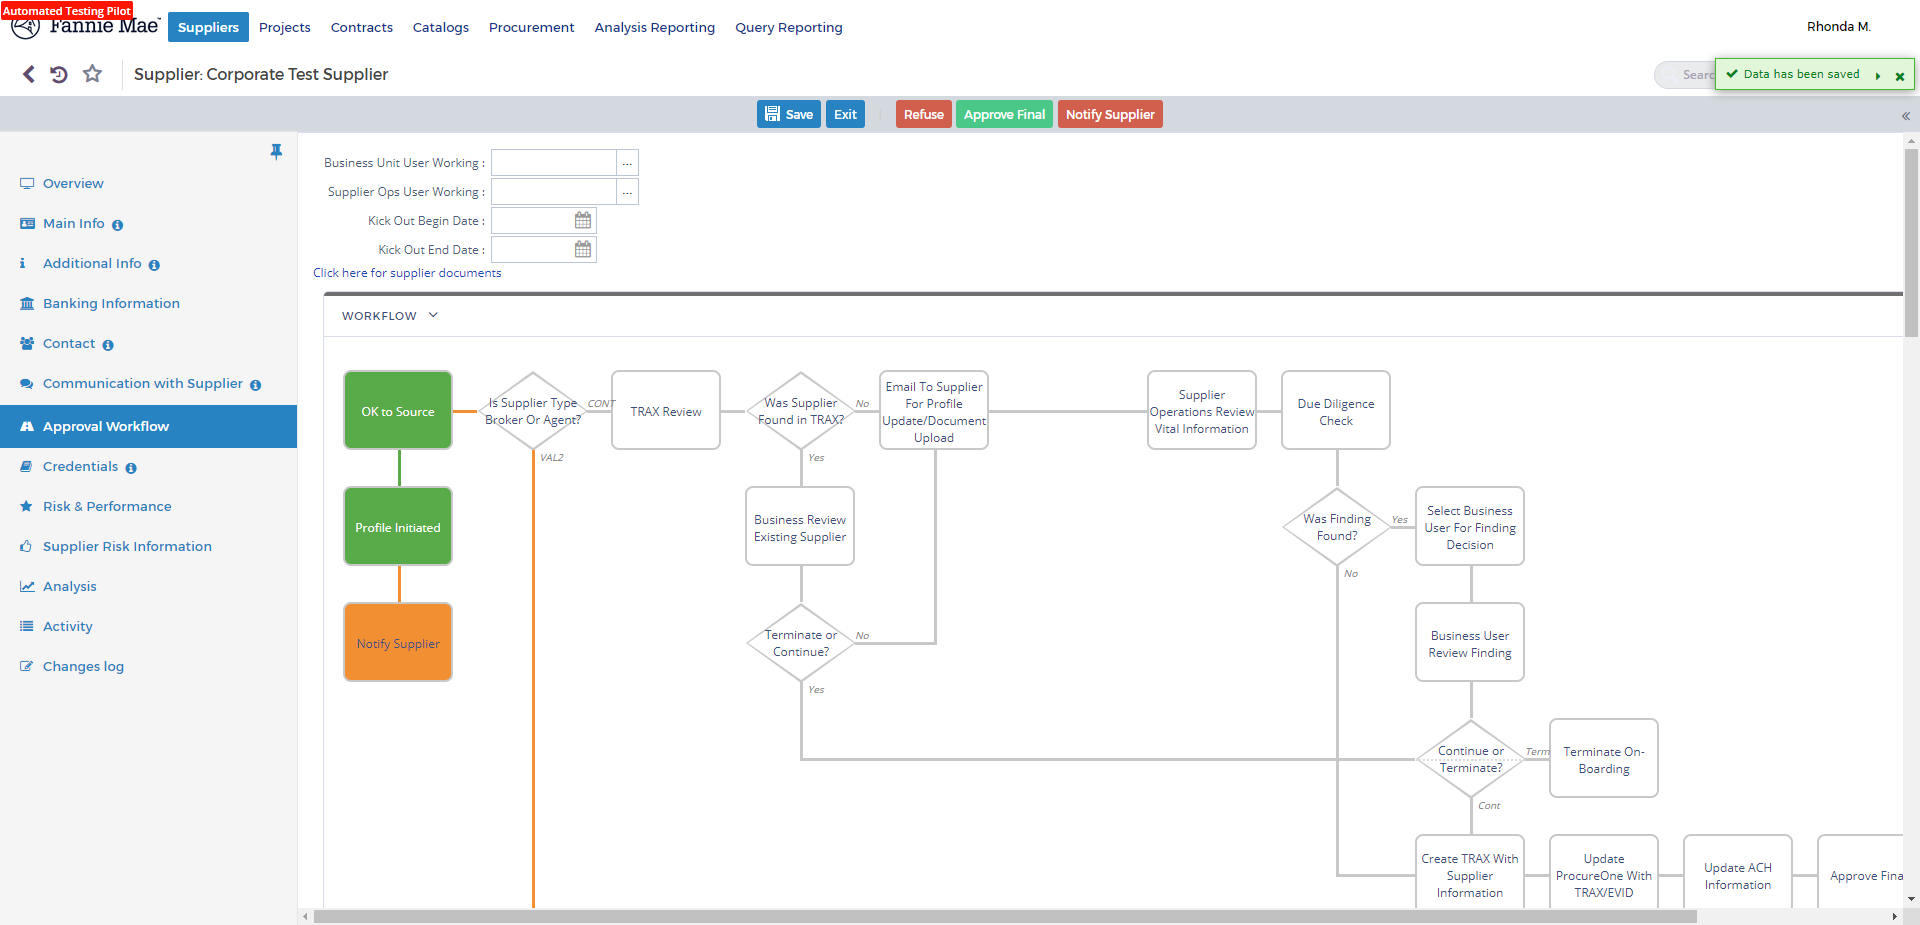 Automated Testing Pilot
Fannie Mae
Suppliers Projects Contracts Catalogs Procurement Analysis Reporting Query Reporting
Rhonda M.
Supplier: Corporate Test Supplier
Data has been saved
Save Exit Refuse Approve Final Notify Supplier
Overview
Main Info
Additional Info
Banking Information
Contact
Communication with Supplier
Approval Workflow
Credentials
Risk & Performance
Supplier Risk Information
Analysis
Activity
Changes log
Business Unit User Working :
...
Supplier Ops User Working :
...
Kick Out Begin Date :
Kick Out End Date :
Click here for supplier documents
WORKFLOW
OK to Source
Is Supplier Type
Broker Or Agent?
CONT
VAL2
TRAX Review
Was Supplier
Found in TRAX?
No
Yes
Email To Supplier
For Profile
Update/Document
Upload
Supplier
Operations Review
Vital Information
Due Diligence
Check
Profile Initiated
Business Review
Existing Supplier
Was Finding
Found?
Yes
No
Select Business
User For Finding
Decision
Notify Supplier
Terminate or
Continue?
No
Yes
Business User
Review Finding
Continue or
Terminate?
Term
Cont
Terminate On-
Boarding
Create TRAX With
Supplier
Information
Update
ProcureOne With
TRAX/EVID
Update ACH
Information
Approve Fina